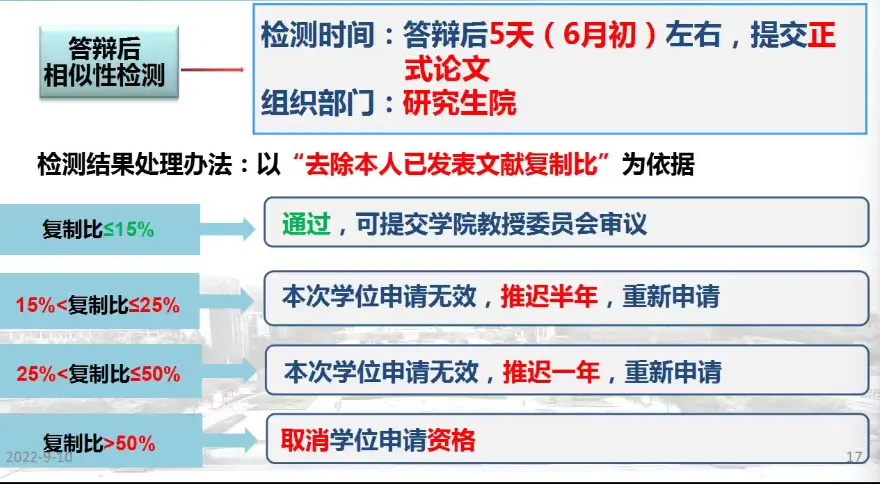 答辩后
相似性检测
检测时间：答辩后5天（6月初）左右，提交正
式论文
组织部门：研究生院
检测结果处理办法：以“去除本人已发表文献复制比”为依据
复制比≤15%
通过，可提交学院教授委员会审议
15%<复制比≤25%
本次学位申请无效，推迟半年，重新申请
25%<复制比≤50%
本次学位申请无效，推迟一年，重新申请
复制比>50%
取消学位申请资格
2022-9-10
17